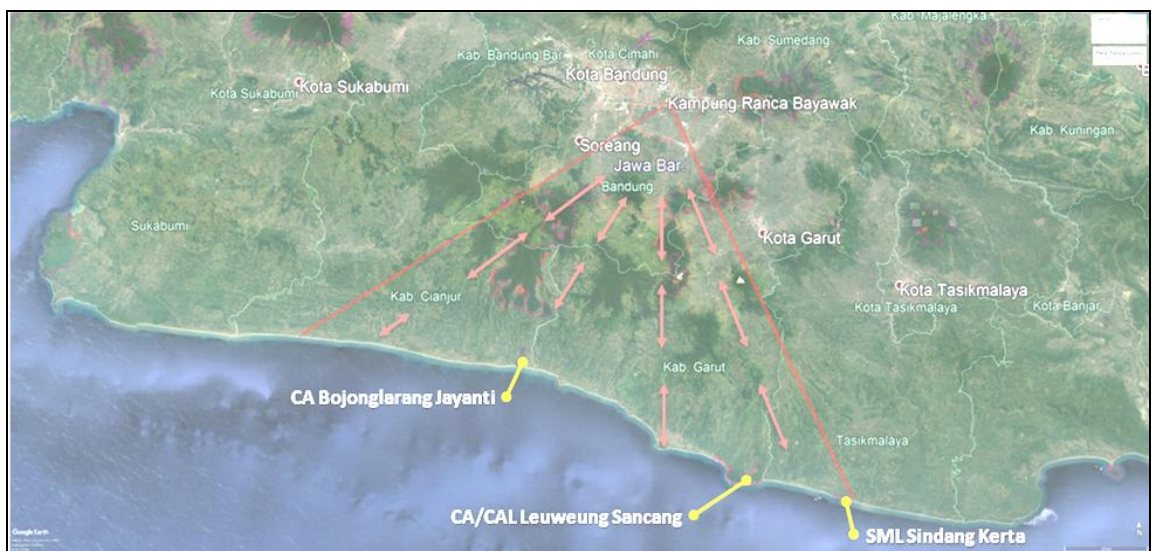 Kab. Majalengka
Kab. Sumedang
Kab. Bandung Bar
Kota Cimahi
Kota Bandung
Kota Sukabumi
Kota Sukabumi
Kampung Ranca Bayawak
Kab. Kuningan
Soreang
Jawa Bar.
Bandung
Sukabumi
Kota Garut
Kota Tasikmalaya
Kab. Cianjur
Kota Tasikmalaya
Kota Banjar
Kab. Garut
CA Bojonglarang Jayanti
Tasikmalaya
CA/CAL Leuweung Sancang
SML Sindang Kerta
Google Earth